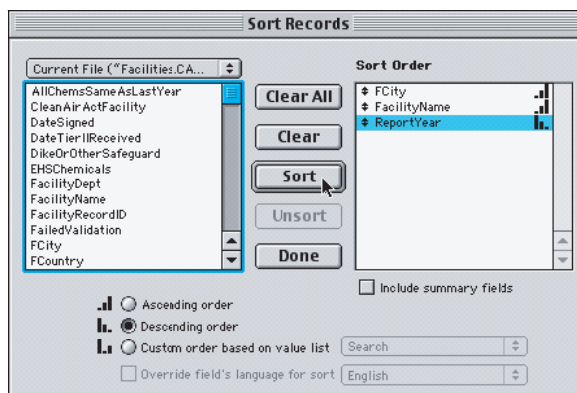 Sort Records
Current File ("Facilities.CA...
AllChemsSameAsLastYear
CleanAirActFacility
DateSigned
DateTierIIReceived
DikeOrOtherSafeguard
EHSChemicals
FacilityDept
FacilityName
FacilityRecordID
FailedValidation
FCity
FCountry
Clear All
Clear
Sort
Unsort
Done
Sort Order
FCity
FacilityName
ReportYear
Include summary fields
Ascending order
Descending order
Custom order based on value list
Search
Override field's language for sort
English